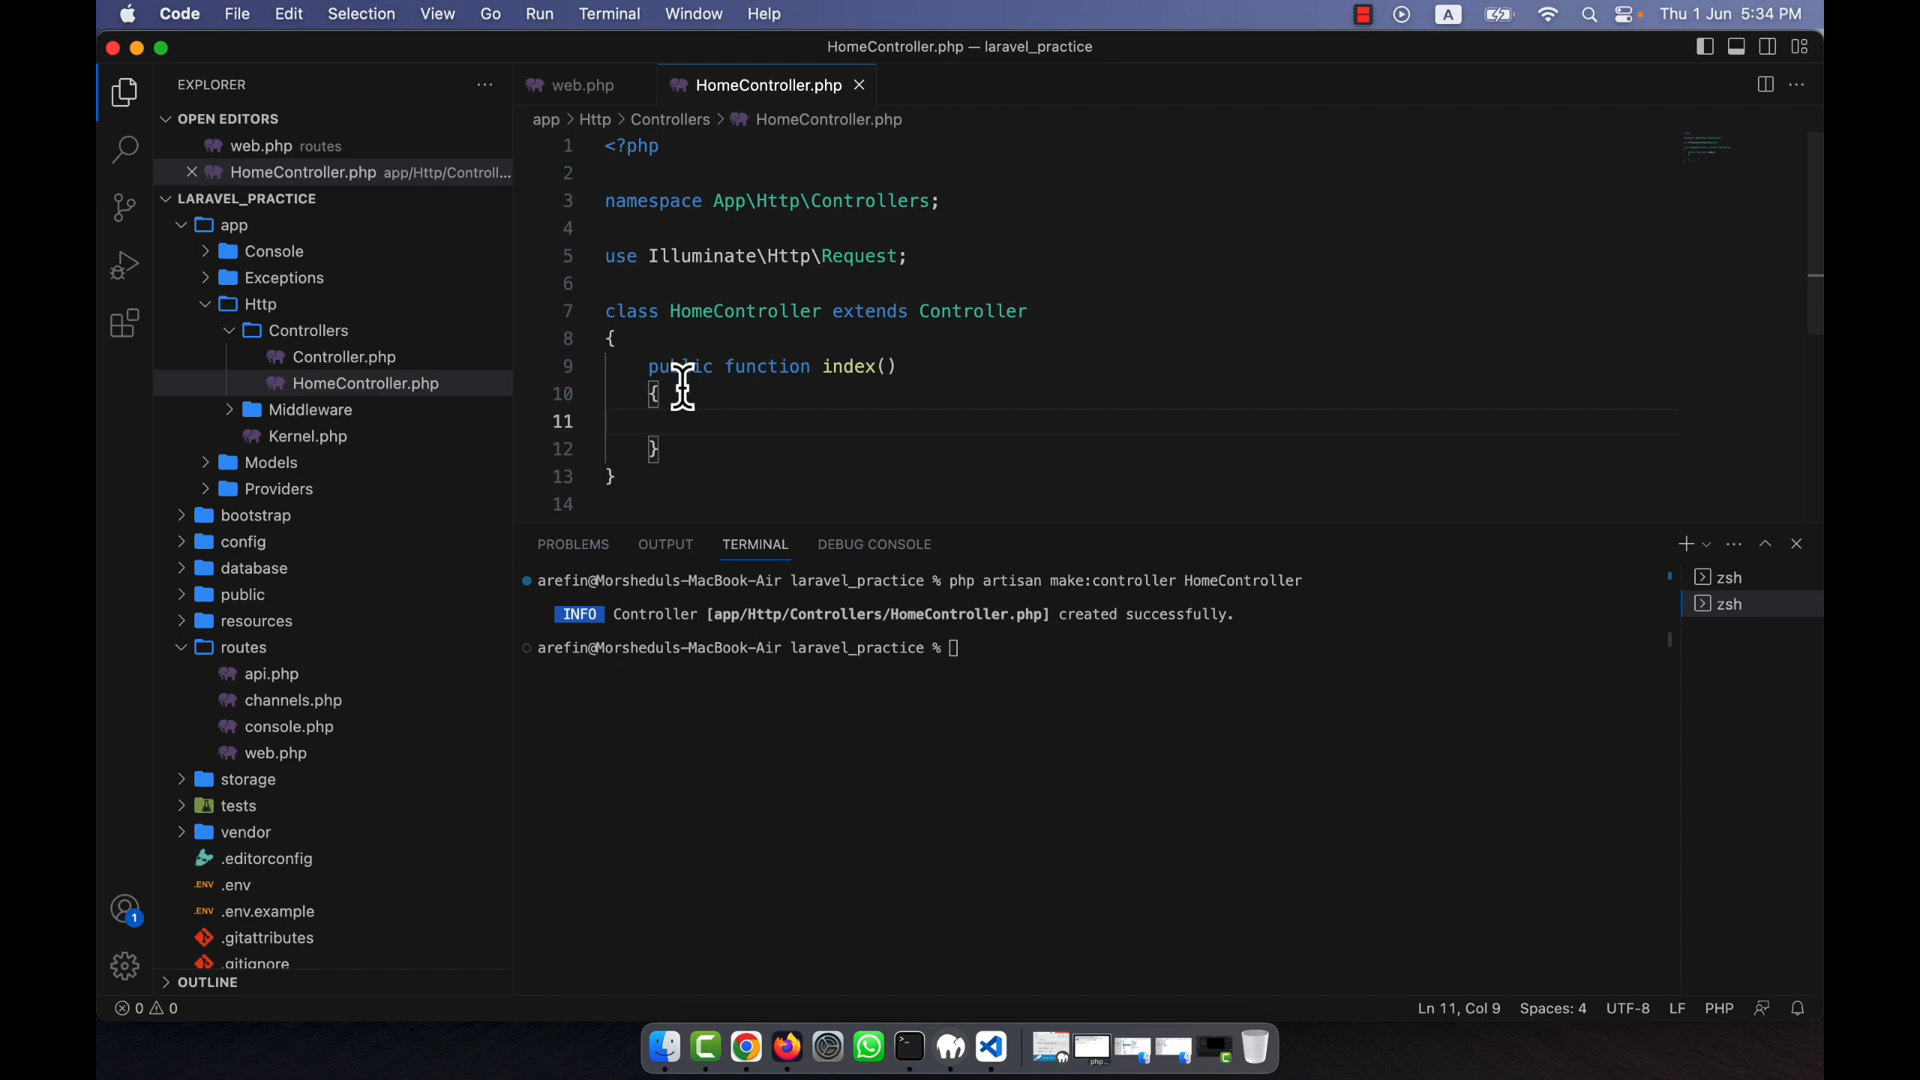 Code File Edit Selection View Go Run Terminal Window Help
A
Thu 1 Jun 5:34 PM
HomeController.php — laravel_practice
EXPLORER
OPEN EDITORS
web.php routes
HomeController.php app/Http/Controll...
LARAVEL_PRACTICE
app
Console
Exceptions
Http
Controllers
Controller.php
HomeController.php
Middleware
Kernel.php
Models
Providers
bootstrap
config
database
public
resources
routes
api.php
channels.php
console.php
web.php
storage
tests
vendor
.editorconfig
.ENV .env
.ENV .env.example
.gitattributes
.gitignore
OUTLINE
1
web.php
HomeController.php
app > Http > Controllers > HomeController.php
1 <?php
2
3 namespace App\Http\Controllers;
4
5 use Illuminate\Http\Request;
6
7 class HomeController extends Controller
8 {
9 public function index()
10 {
11
12 }
13 }
14
PROBLEMS OUTPUT TERMINAL DEBUG CONSOLE
arefin@Morsheduls-MacBook-Air laravel_practice % php artisan make:controller HomeController
INFO Controller [app/Http/Controllers/HomeController.php] created successfully.
arefin@Morsheduls-MacBook-Air laravel_practice %
zsh
zsh
0 0
Ln 11, Col 9 Spaces: 4 UTF-8 LF PHP